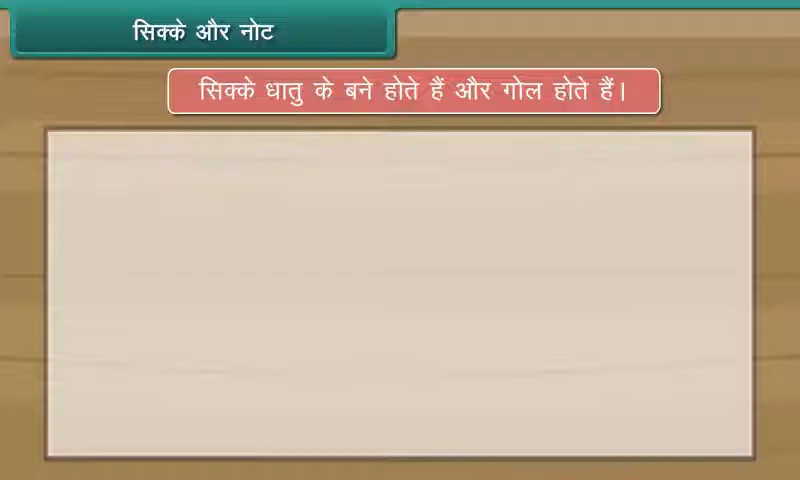 सिक्के और नोट
सिक्के धातु के बने होते हैं और गोल होते हैं।